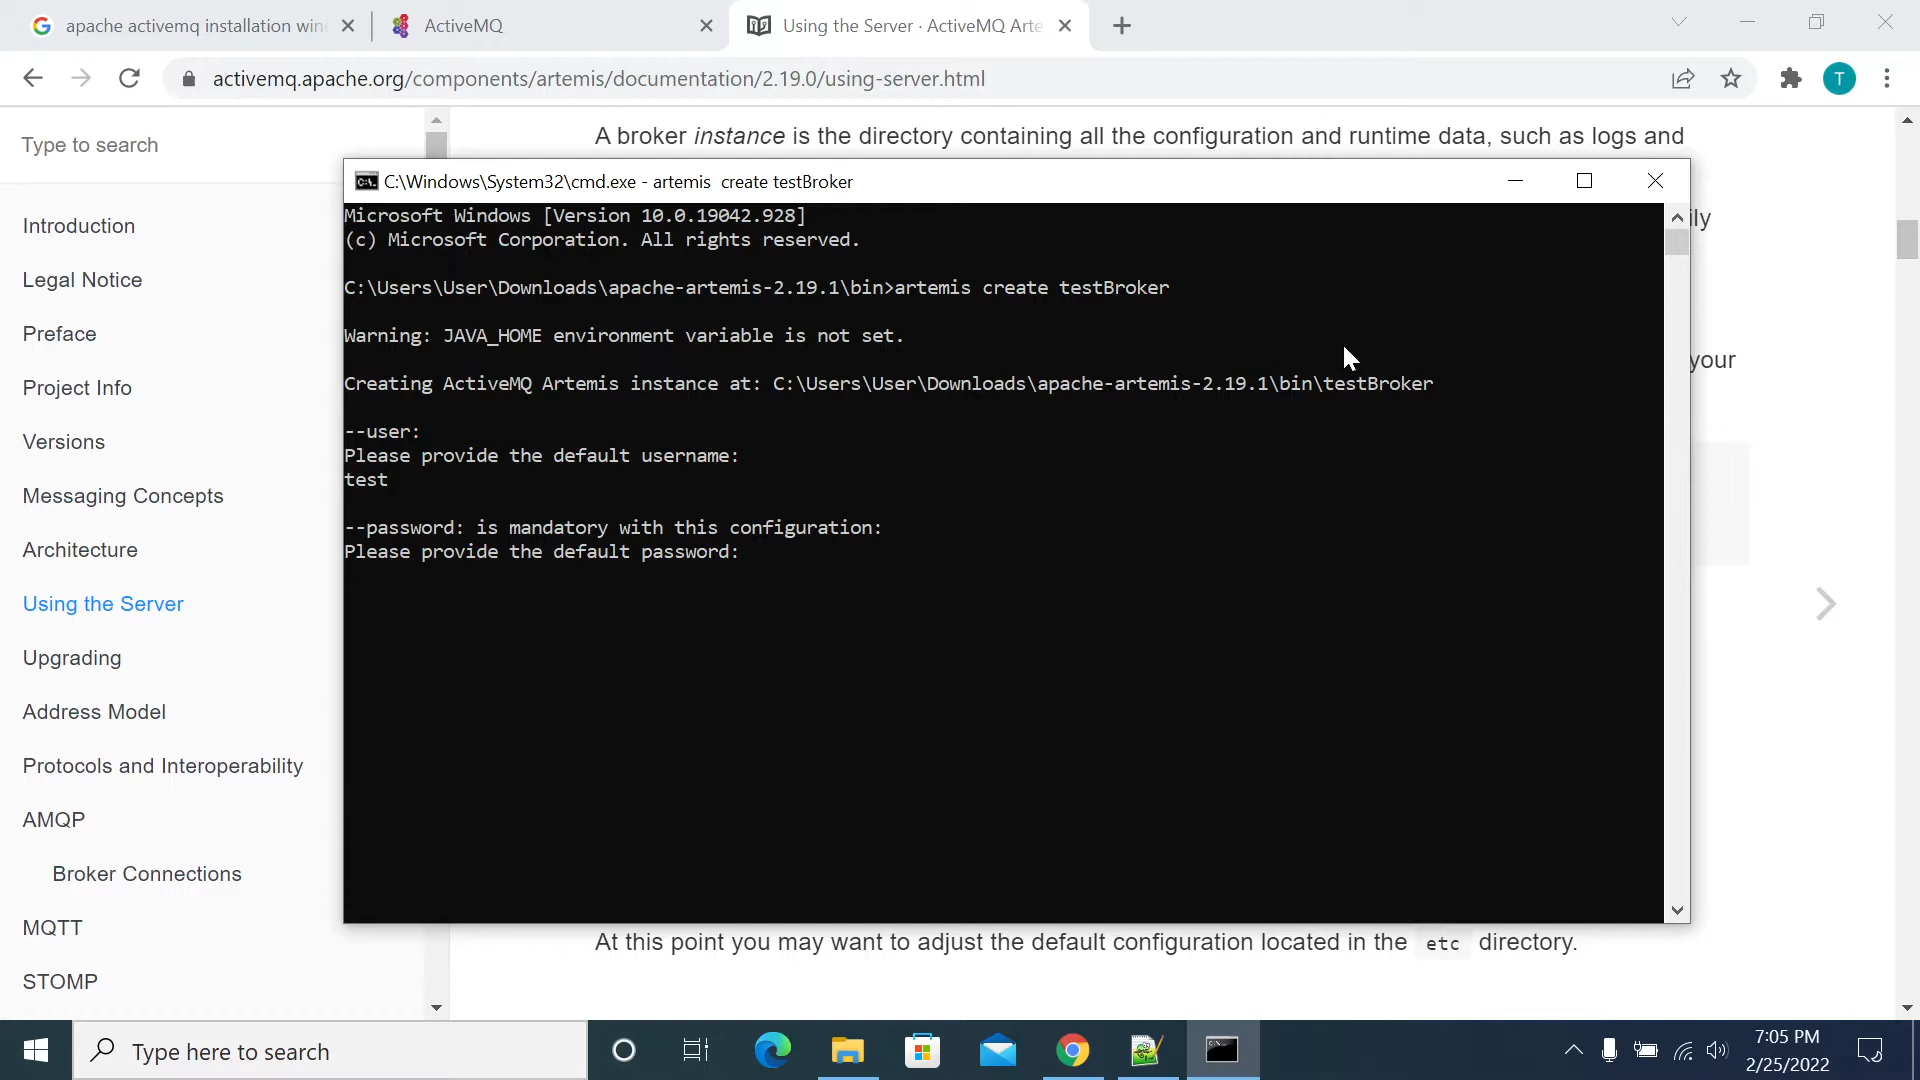 apache activemq installation wind
ActiveMQ
Using the Server · ActiveMQ Arte
activemq.apache.org/components/artemis/documentation/2.19.0/using-server.html
T
Type to search
Introduction
Legal Notice
Preface
Project Info
Versions
Messaging Concepts
Architecture
Using the Server
Upgrading
Address Model
Protocols and Interoperability
AMQP
Broker Connections
MQTT
STOMP
A broker instance is the directory containing all the configuration and runtime data, such as logs and
ily
your
C:\Windows\System32\cmd.exe - artemis  create testBroker
Microsoft Windows [Version 10.0.19042.928]
(c) Microsoft Corporation. All rights reserved.
C:\Users\User\Downloads\apache-artemis-2.19.1\bin>artemis create testBroker
Warning: JAVA_HOME environment variable is not set.
Creating ActiveMQ Artemis instance at: C:\Users\User\Downloads\apache-artemis-2.19.1\bin\testBroker
--user:
Please provide the default username:
test
--password: is mandatory with this configuration:
Please provide the default password:
At this point you may want to adjust the default configuration located in the etc directory.
Type here to search
7:05 PM
2/25/2022